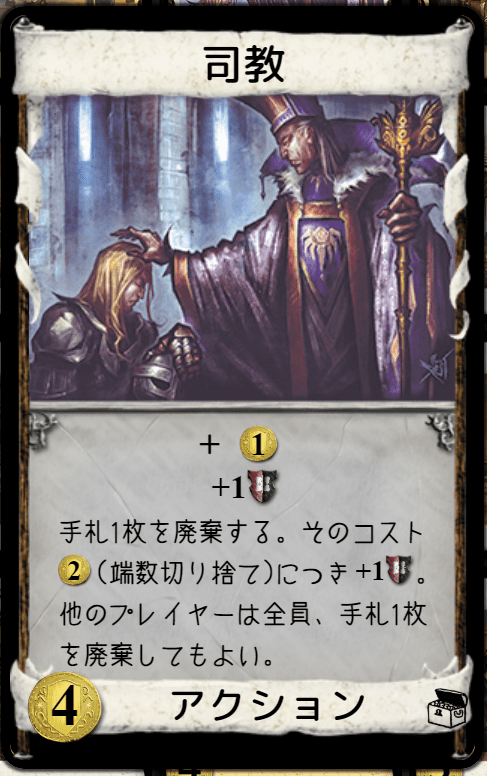 司教
+ 1
+1
手札1枚を廃棄する。そのコスト
2(端数切り捨て)につき+1。
他のプレイヤーは全員、手札1枚
を廃棄してもよい。
4 アクション